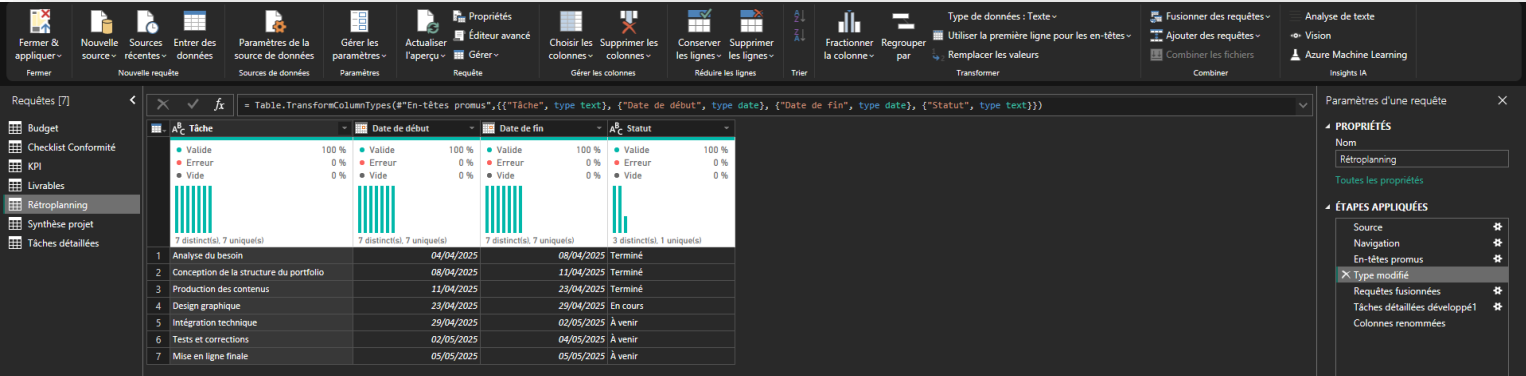 Fermer & appliquer
Nouvelle source
Sources récentes
Entrer des données
Paramètres de la source de données
Gérer les paramètres
Actualiser l'aperçu
Propriétés
Éditeur avancé
Gérer
Choisir les colonnes
Supprimer les colonnes
Conserver les lignes
Supprimer les lignes
Fractionner la colonne
Regrouper par
Type de données : Texte
Utiliser la première ligne pour les en-têtes
Remplacer les valeurs
Fusionner des requêtes
Ajouter des requêtes
Combiner les fichiers
Analyse de texte
Vision
Azure Machine Learning
Fermer
Nouvelle requête
Sources de données
Paramètres
Requête
Gérer les colonnes
Réduire les lignes
Trier
Transformer
Combiner
Insights IA
Requêtes [7]
Budget
Checklist Conformité
KPI
Livrables
Rétroplanning
Synthèse projet
Tâches détaillées
fx = Table.TransformColumnTypes(#"En-têtes promus",{{"Tâche", type text}, {"Date de début", type date}, {"Date de fin", type date}, {"Statut", type text}})
ABC Tâche Date de début Date de fin ABC Statut
Valide 100 % Valide 100 % Valide 100 % Valide 100 %
Erreur 0 % Erreur 0 % Erreur 0 % Erreur 0 %
Vide 0 % Vide 0 % Vide 0 % Vide 0 %
7 distinct(s), 7 unique(s) 7 distinct(s), 7 unique(s) 7 distinct(s), 7 unique(s) 3 distinct(s), 1 unique(s)
1 Analyse du besoin 04/04/2025 08/04/2025 Terminé
2 Conception de la structure du portfolio 08/04/2025 11/04/2025 Terminé
3 Production des contenus 11/04/2025 23/04/2025 Terminé
4 Design graphique 23/04/2025 29/04/2025 En cours
5 Intégration technique 29/04/2025 02/05/2025 À venir
6 Tests et corrections 02/05/2025 04/05/2025 À venir
7 Mise en ligne finale 05/05/2025 05/05/2025 À venir
Paramètres d'une requête
PROPRIÉTÉS
Nom
Rétroplanning
Toutes les propriétés
ÉTAPES APPLIQUÉES
Source
Navigation
En-têtes promus
Type modifié
Requêtes fusionnées
Tâches détaillées développé1
Colonnes renommées